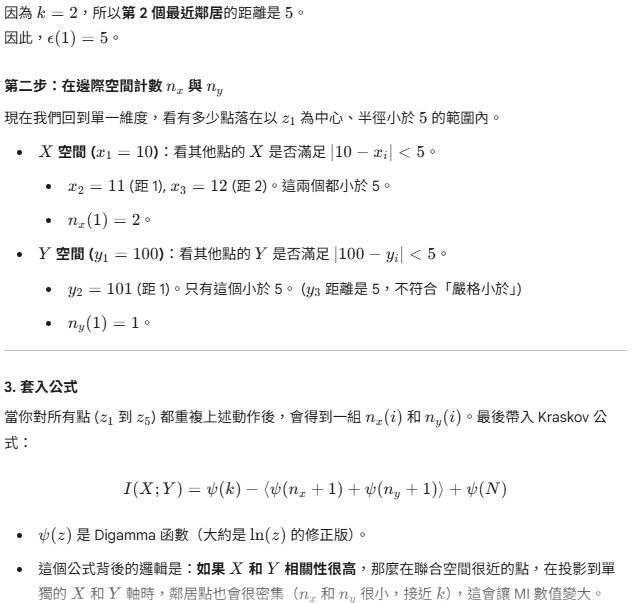 因為 k = 2，所以第 2 個最近鄰居的距離是 5。
因此，ϵ(1) = 5。
第二步：在邊際空間計數 n_x 與 n_y
現在我們回到單一維度，看有多少點落在以 z_1 為中心、半徑小於 5 的範圍內。
• X 空間 (x_1 = 10)：看其他點的 X 是否滿足 |10 − x_i| < 5。
• x_2 = 11 (距 1), x_3 = 12 (距 2)。這兩個都小於 5。
• n_x(1) = 2。
• Y 空間 (y_1 = 100)：看其他點的 Y 是否滿足 |100 − y_i| < 5。
• y_2 = 101 (距 1)。只有這個小於 5。 (y_3 距離是 5，不符合「嚴格小於」)
• n_y(1) = 1。
3. 套入公式
當你對所有點 (z_1 到 z_5) 都重複上述動作後，會得到一組 n_x(i) 和 n_y(i)。最後帶入 Kraskov 公
式：
I(X; Y) = ψ(k) − ⟨ψ(n_x + 1) + ψ(n_y + 1)⟩ + ψ(N)
• ψ(z) 是 Digamma 函數（大約是 ln(z) 的修正版）。
• 這個公式背後的邏輯是：如果 X 和 Y 相關性很高，那麼在聯合空間很近的點，在投影到單
獨的 X 和 Y 軸時，鄰居點也會很密集（n_x 和 n_y 很小，接近 k），這會讓 MI 數值變大。